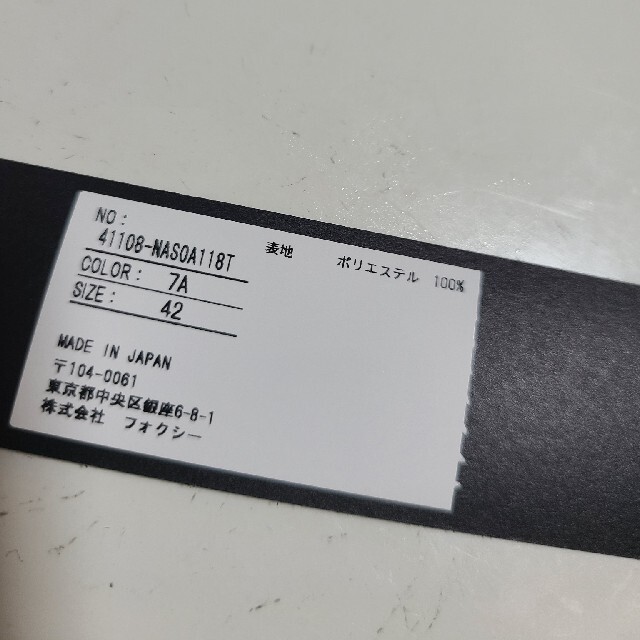 NO:
41108-NASOA118T
COLOR: 7A
SIZE: 42
表地 ポリエステル 100%
MADE IN JAPAN
〒104-0061
東京都中央区銀座6-8-1
株式会社 フォクシー